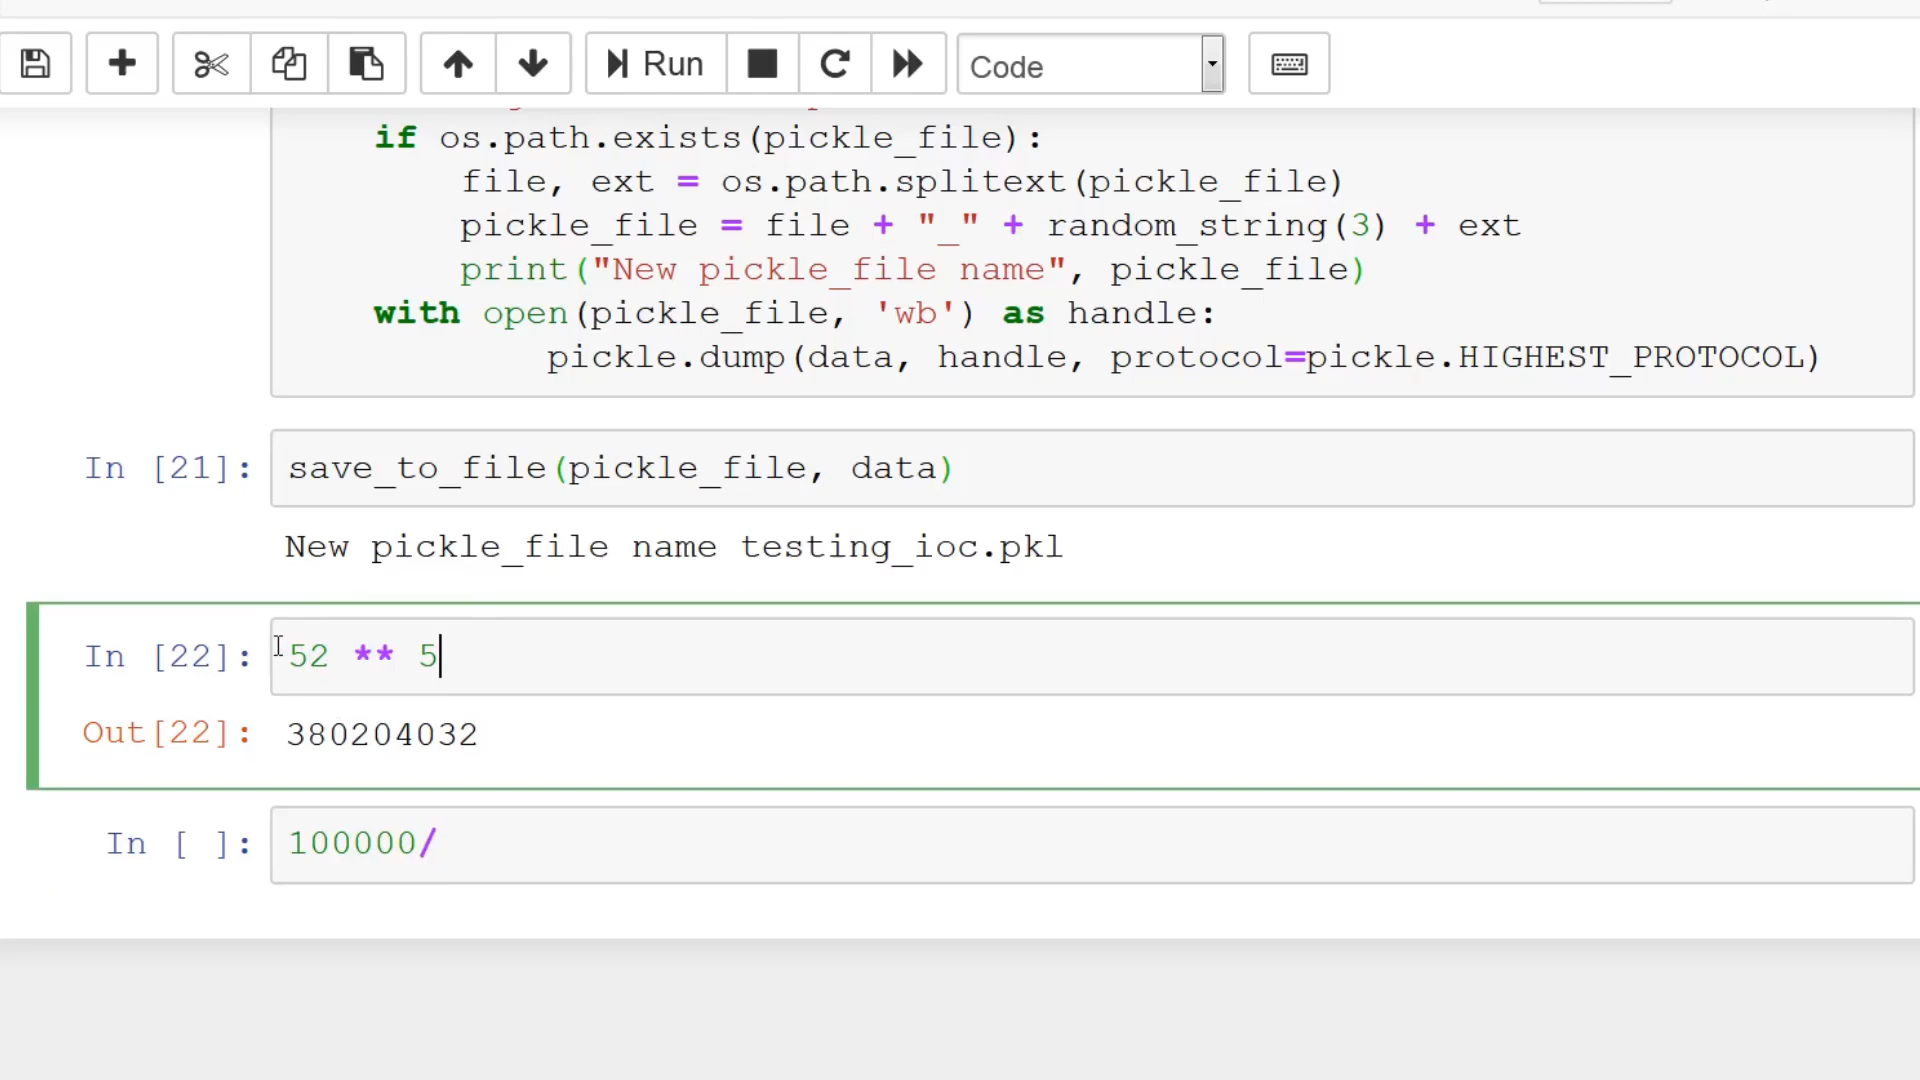 Run
Code
if os.path.exists(pickle_file):
file, ext = os.path.splitext(pickle_file)
pickle_file = file + "_" + random_string(3) + ext
print("New pickle_file name", pickle_file)
with open(pickle_file, 'wb') as handle:
pickle.dump(data, handle, protocol=pickle.HIGHEST_PROTOCOL)
In [21]: save_to_file(pickle_file, data)
New pickle_file name testing_ioc.pkl
In [22]: 52 ** 5
Out[22]: 380204032
In [ ]: 100000/